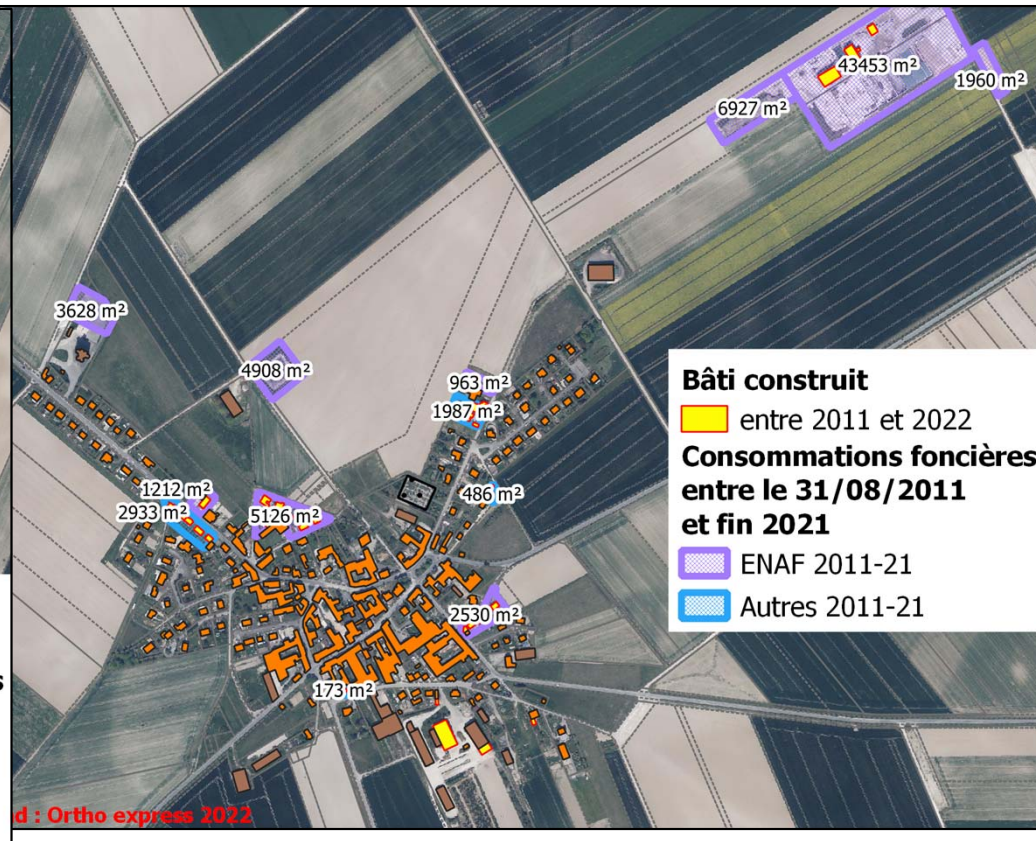 43453 m²
1960 m²
6927 m²
3628 m²
4908 m²
963 m²
1987 m²
486 m²
1212 m²
2933 m²
5126 m²
2530 m²
173 m²
Bâti construit
entre 2011 et 2022
Consommations foncières
entre le 31/08/2011
et fin 2021
ENAF 2011-21
Autres 2011-21
s
d : Ortho express 2022